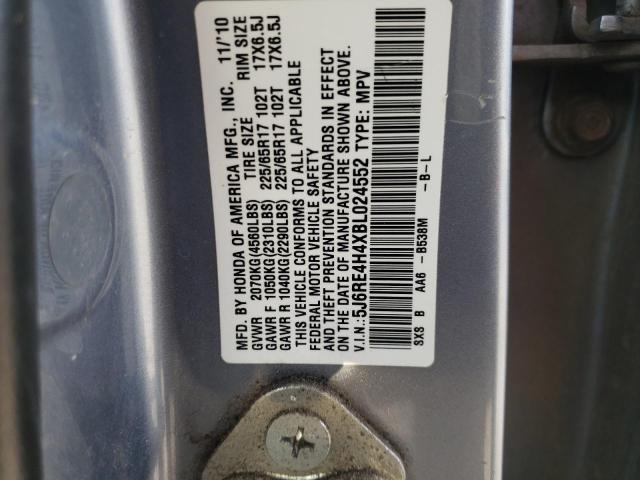 MFD. BY HONDA OF AMERICA MFG., INC. 11/'10
GVWR 2070KG(4560LBS) TIRE SIZE RIM SIZE
GAWR F 1050KG(2310LBS) 225/65R17 102T 17X6.5J
GAWR R 1040KG(2290LBS) 225/65R17 102T 17X6.5J
THIS VEHICLE CONFORMS TO ALL APPLICABLE
FEDERAL MOTOR VEHICLE SAFETY
AND THEFT PREVENTION STANDARDS IN EFFECT
ON THE DATE OF MANUFACTURE SHOWN ABOVE.
V.I.N.:5J6RE4H4XBL024552 TYPE: MPV
SXS B AA6 -B538M -B-L